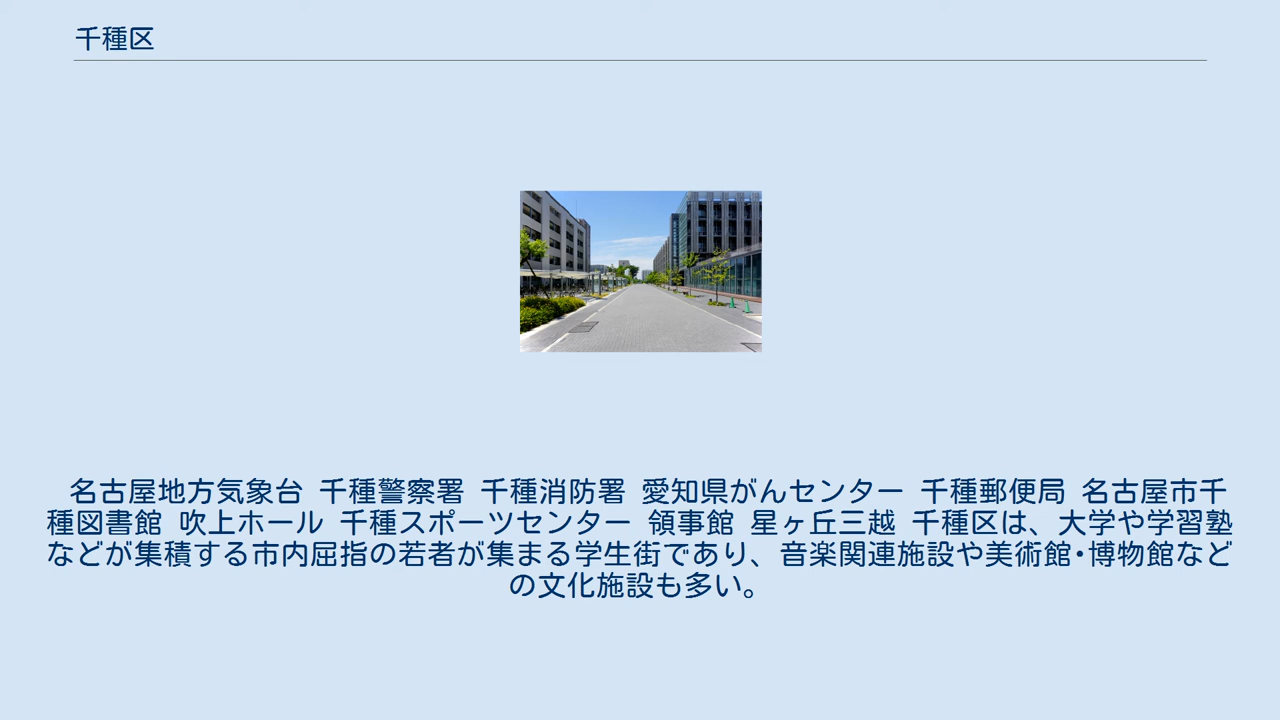 千種区
名古屋地方気象台 千種警察署 千種消防署 愛知県がんセンター 千種郵便局 名古屋市千
種図書館 吹上ホール 千種スポーツセンター 領事館 星ヶ丘三越 千種区は、大学や学習塾
などが集積する市内屈指の若者が集まる学生街であり、音楽関連施設や美術館・博物館など
の文化施設も多い。